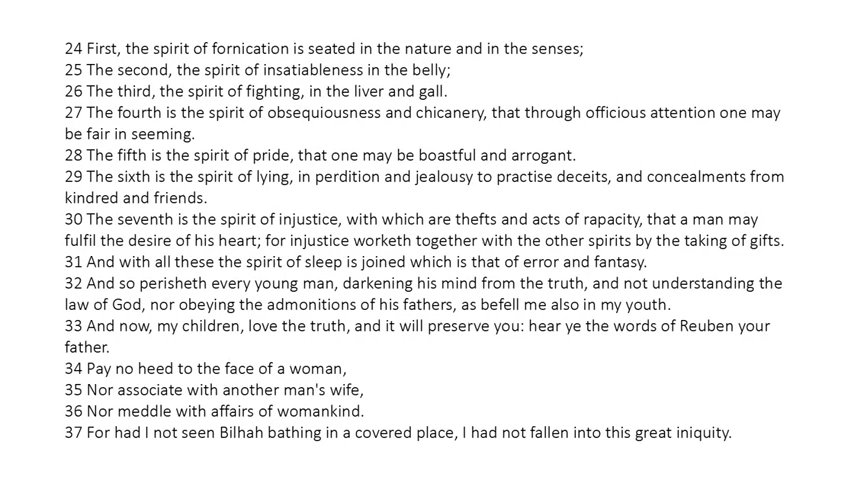 24 First, the spirit of fornication is seated in the nature and in the senses;
25 The second, the spirit of insatiableness in the belly;
26 The third, the spirit of fighting, in the liver and gall.
27 The fourth is the spirit of obsequiousness and chicanery, that through officious attention one may
be fair in seeming.
28 The fifth is the spirit of pride, that one may be boastful and arrogant.
29 The sixth is the spirit of lying, in perdition and jealousy to practise deceits, and concealments from
kindred and friends.
30 The seventh is the spirit of injustice, with which are thefts and acts of rapacity, that a man may
fulfil the desire of his heart; for injustice worketh together with the other spirits by the taking of gifts.
31 And with all these the spirit of sleep is joined which is that of error and fantasy.
32 And so perisheth every young man, darkening his mind from the truth, and not understanding the
law of God, nor obeying the admonitions of his fathers, as befell me also in my youth.
33 And now, my children, love the truth, and it will preserve you: hear ye the words of Reuben your
father.
34 Pay no heed to the face of a woman,
35 Nor associate with another man's wife,
36 Nor meddle with affairs of womankind.
37 For had I not seen Bilhah bathing in a covered place, I had not fallen into this great iniquity.